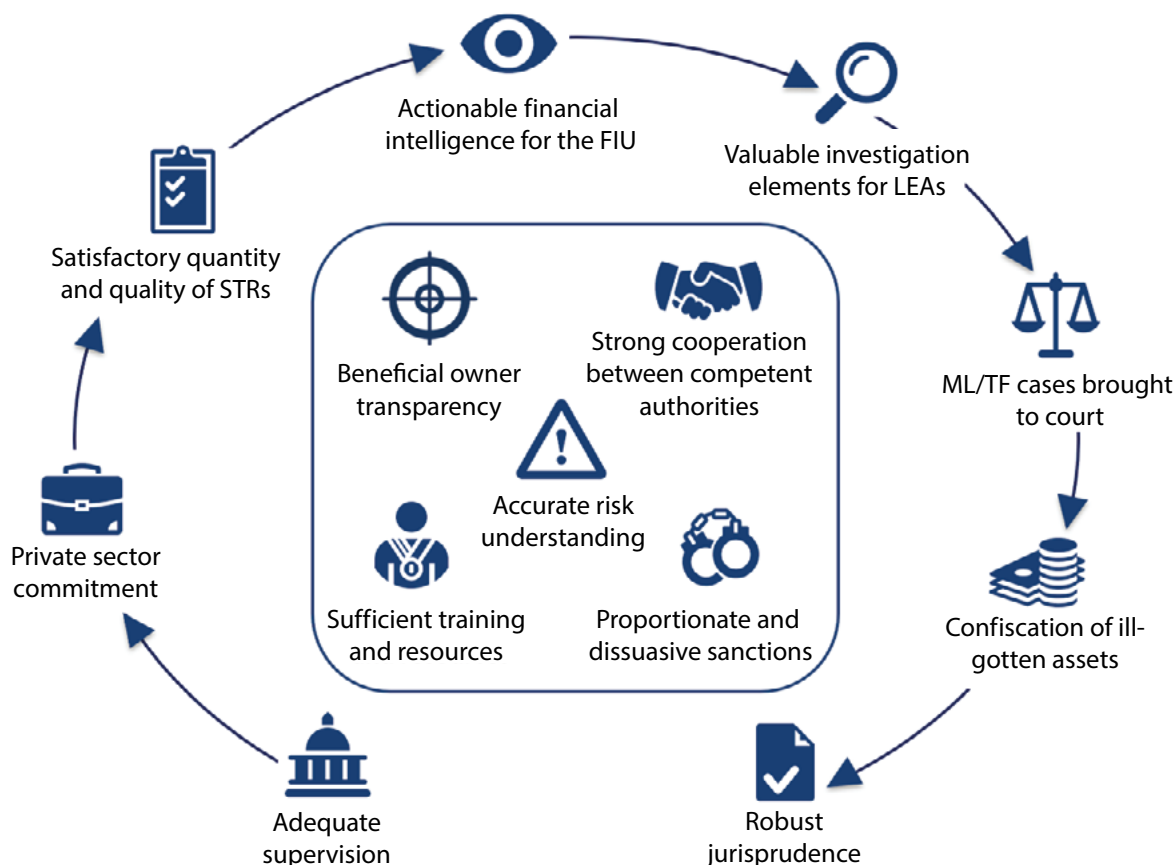 Actionable financial
intelligence for the FIU
Valuable investigation
elements for LEAs
Satisfactory quantity
and quality of STRs
ML/TF cases brought
to court
Beneficial owner
transparency
Strong cooperation
between competent
authorities
Accurate risk
understanding
Sufficient training
and resources
Proportionate and
dissuasive sanctions
Private sector
commitment
Confiscation of ill-
gotten assets
Adequate
supervision
Robust
jurisprudence